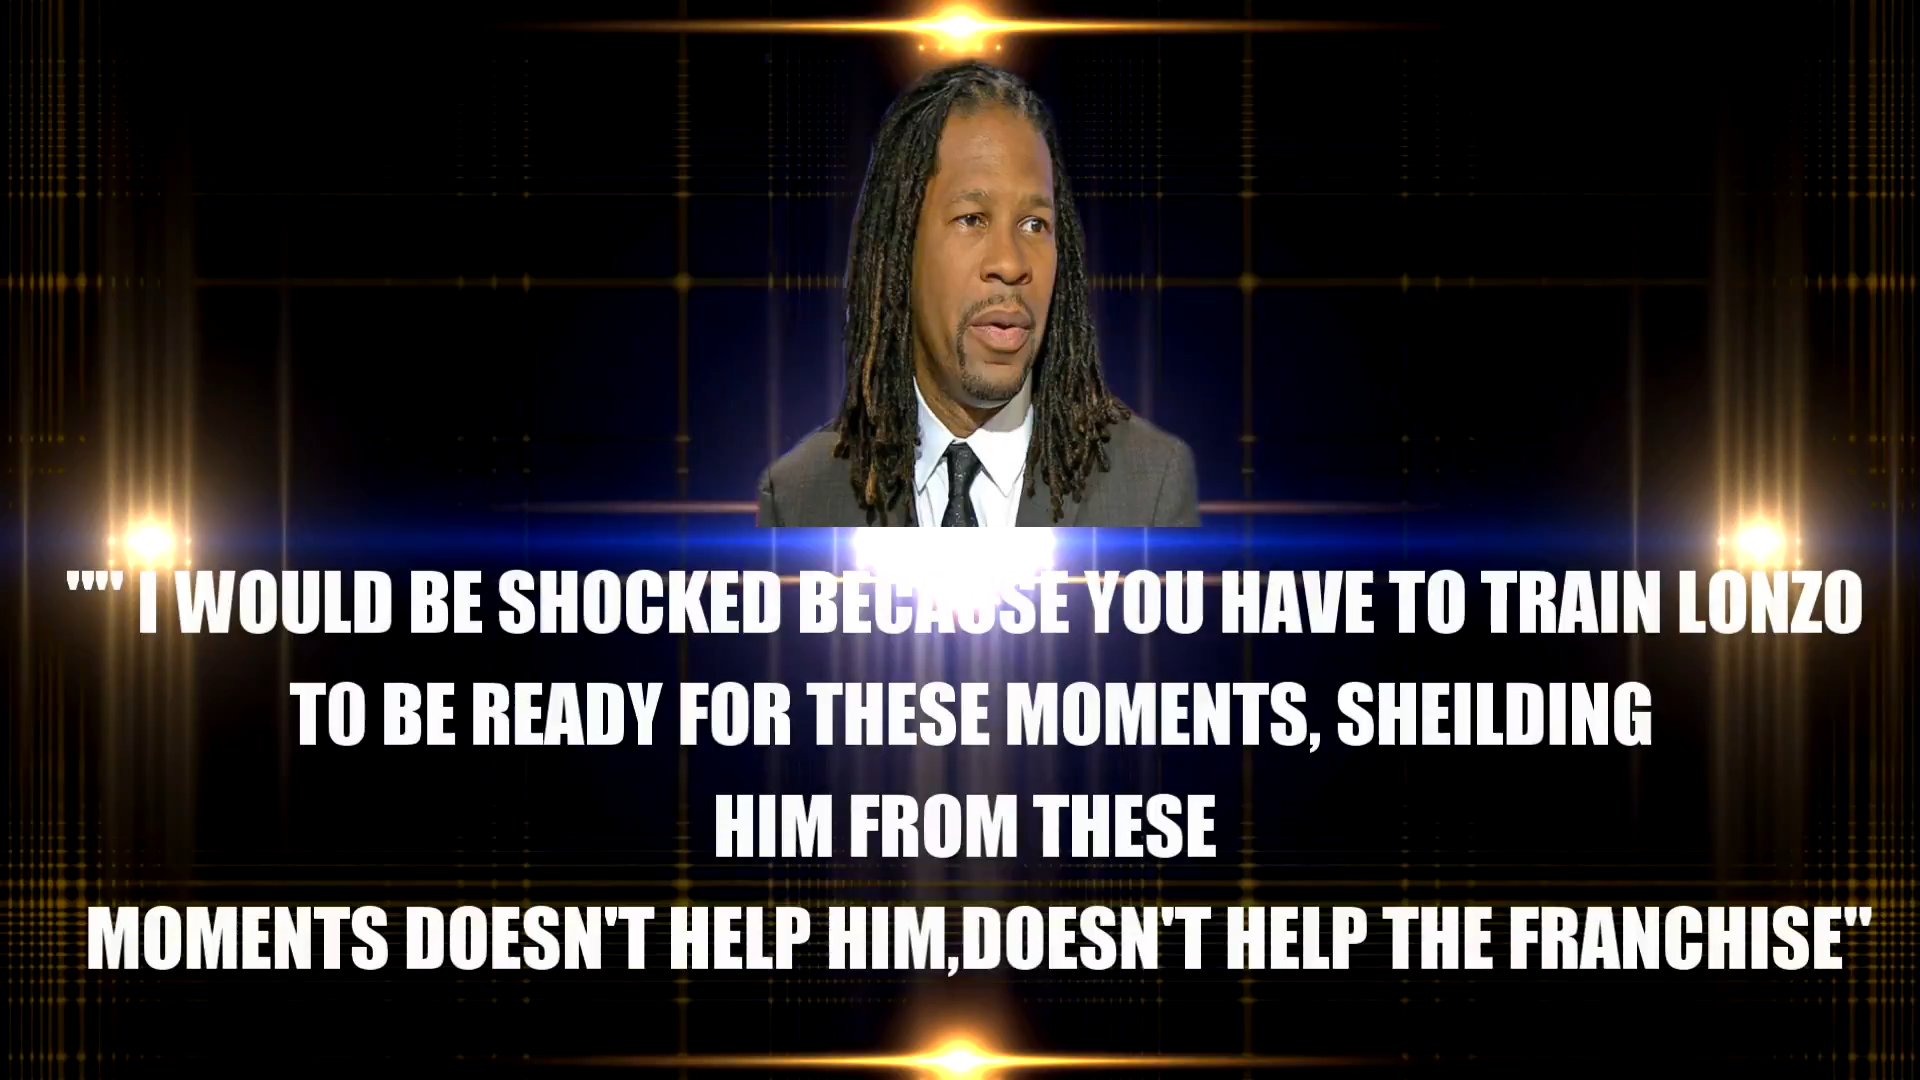 "''" I WOULD BE SHOCKED BECAUSE YOU HAVE TO TRAIN LONZO
TO BE READY FOR THESE MOMENTS, SHEILDING
HIM FROM THESE
MOMENTS DOESN'T HELP HIM,DOESN'T HELP THE FRANCHISE"